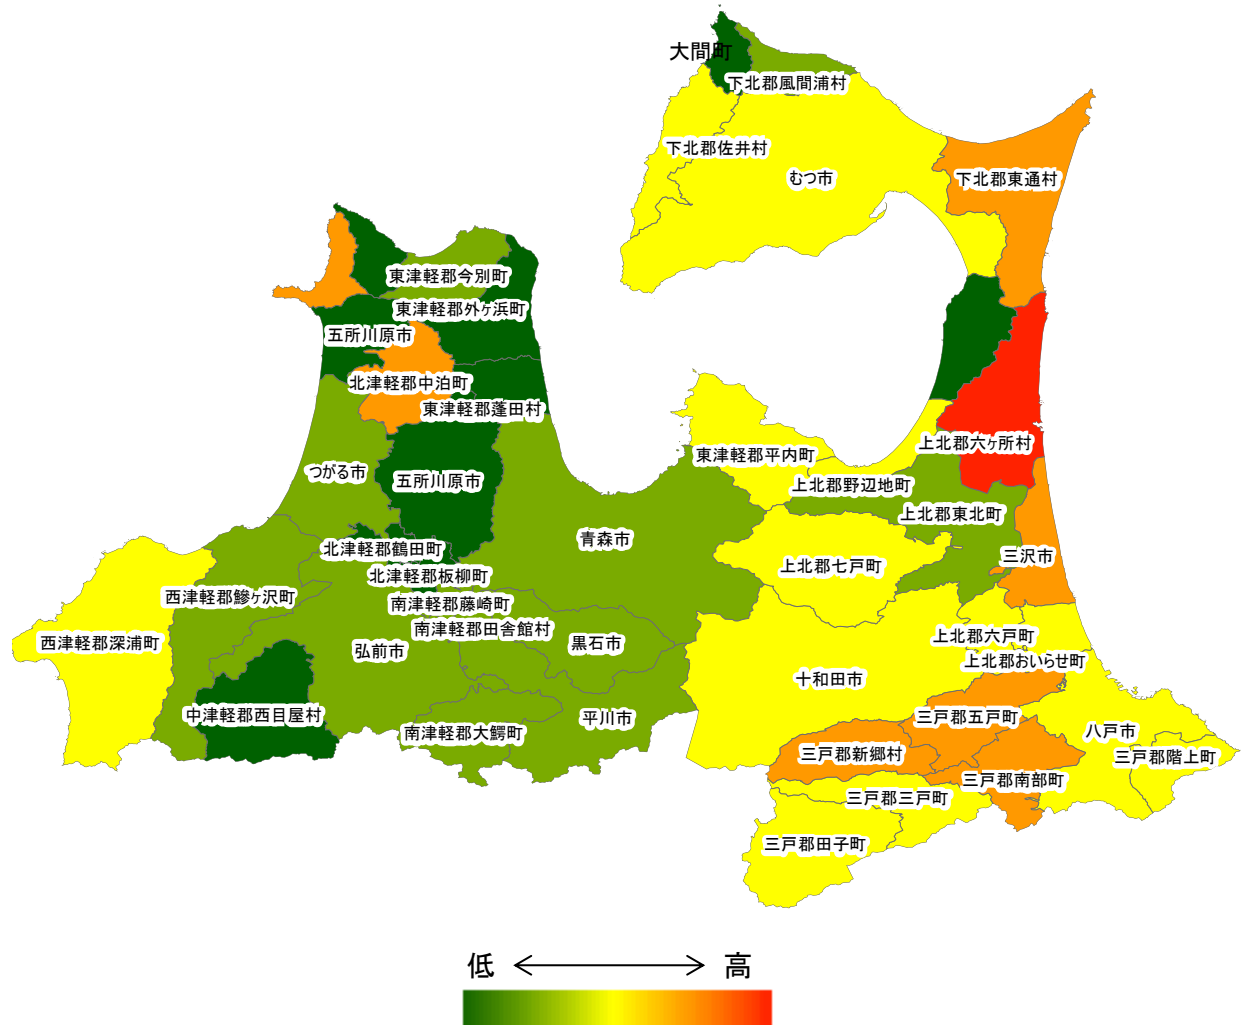 大間町
下北郡風間浦村
下北郡佐井村
むつ市
下北郡東通村
東津軽郡今別町
東津軽郡外ヶ浜町
五所川原市
北津軽郡中泊町
東津軽郡蓬田村
上北郡六ヶ所村
東津軽郡平内町
つがる市
五所川原市
上北郡野辺地町
上北郡東北町
青森市
北津軽郡鶴田町
三沢市
上北郡七戸町
北津軽郡板柳町
西津軽郡鰺ヶ沢町
南津軽郡藤崎町
南津軽郡田舎館村
上北郡六戸町
西津軽郡深浦町
黒石市
弘前市
上北郡おいらせ町
十和田市
中津軽郡西目屋村
平川市
三戸郡五戸町
南津軽郡大鰐町
八戸市
三戸郡新郷村
三戸郡階上町
三戸郡南部町
三戸郡三戸町
三戸郡田子町
低 高